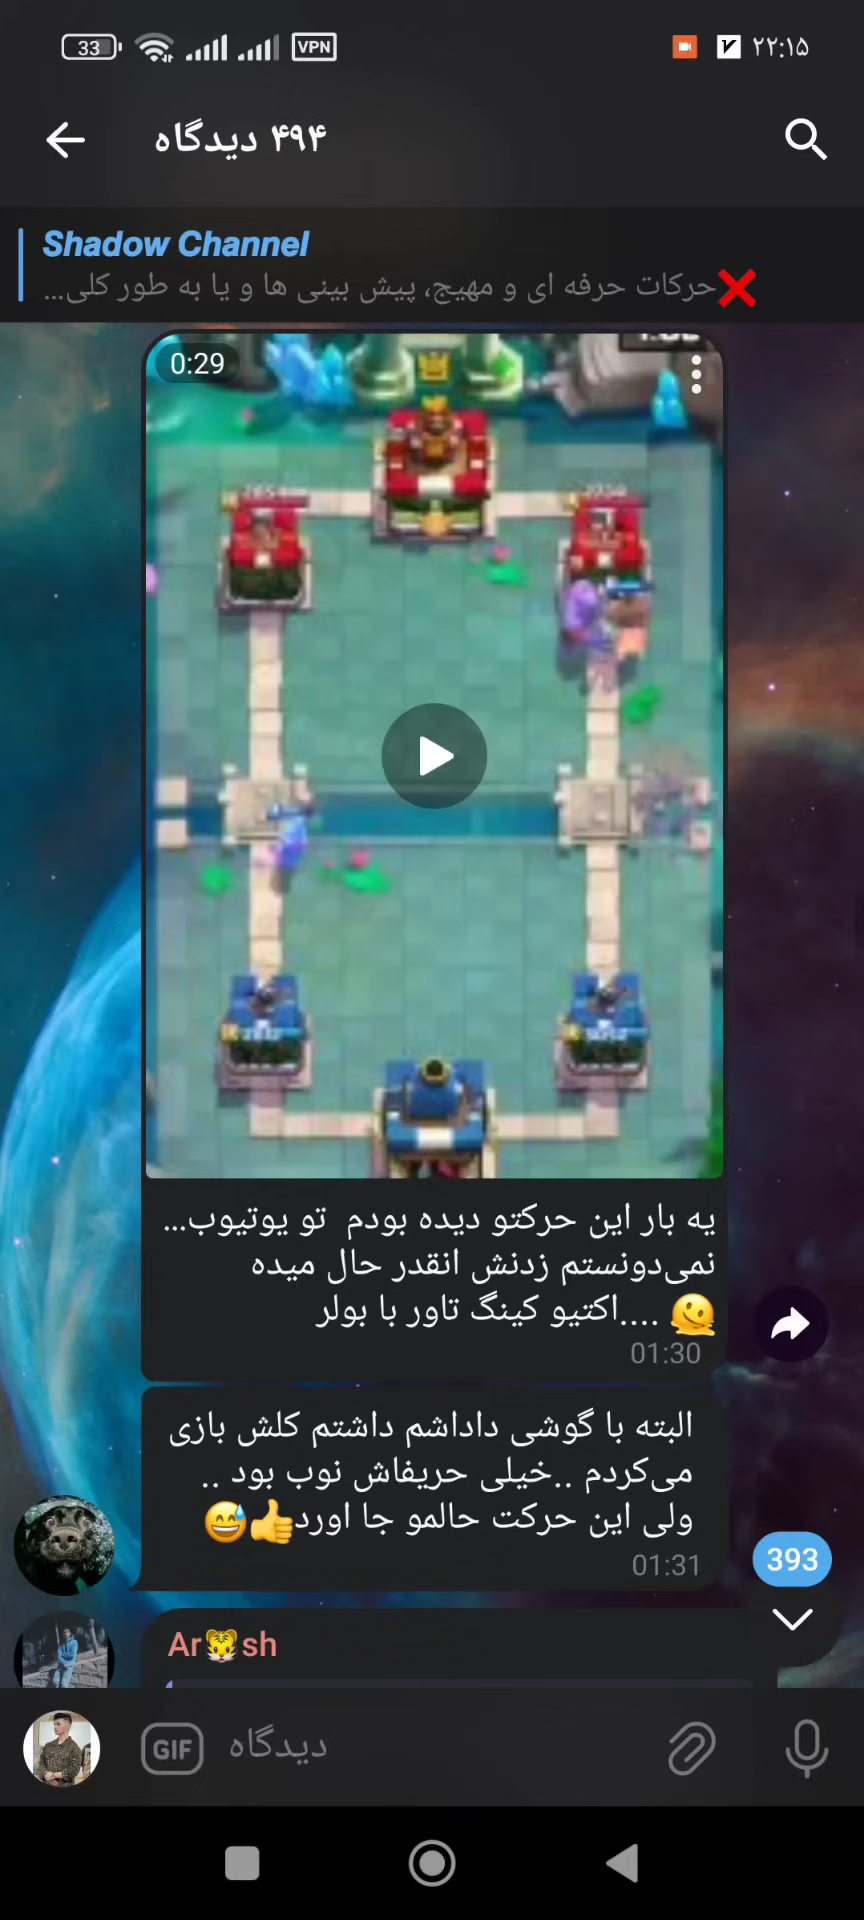 33
VPN
۲۲:۱۵
۴۹۴ دیدگاه
Shadow Channel
❌حرکات حرفه ای و مهیج، پیش بینی ها و یا به طور کلی...
0:29
یه بار این حرکتو دیده بودم تو یوتیوب...
نمی‌دونستم زدنش انقدر حال میده
🫠 ....اکتیو کینگ تاور با بولر
01:30
البته با گوشی داداشم داشتم کلش بازی
می‌کردم ..خیلی حریفاش نوب بود ..
ولی این حرکت حالمو جا اورد👍😅
01:31
393
Ar🐯sh
GIF
دیدگاه